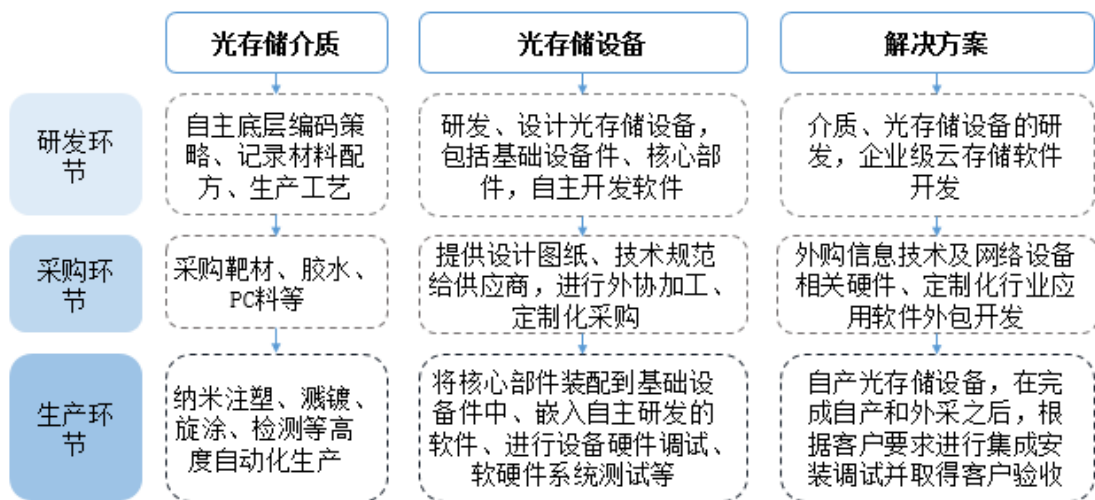 光存储介质
光存储设备
解决方案
研发环
节
自主底层编码策
略、记录材料配
方、生产工艺
研发、设计光存储设备，
包括基础设备件、核心部
件，自主开发软件
介质、光存储设备的研
发，企业级云存储软件
开发
采购环
节
采购靶材、胶水、
PC料等
提供设计图纸、技术规范
给供应商，进行外协加工、
定制化采购
外购信息技术及网络设备
相关硬件、定制化行业应
用软件外包开发
生产环
节
纳米注塑、溅镀、
旋涂、检测等高
度自动化生产
将核心部件装配到基础设
备件中、嵌入自主研发的
软件、进行设备硬件调试、
软硬件系统测试等
自产光存储设备，在完
成自产和外采之后，根
据客户要求进行集成安
装调试并取得客户验收